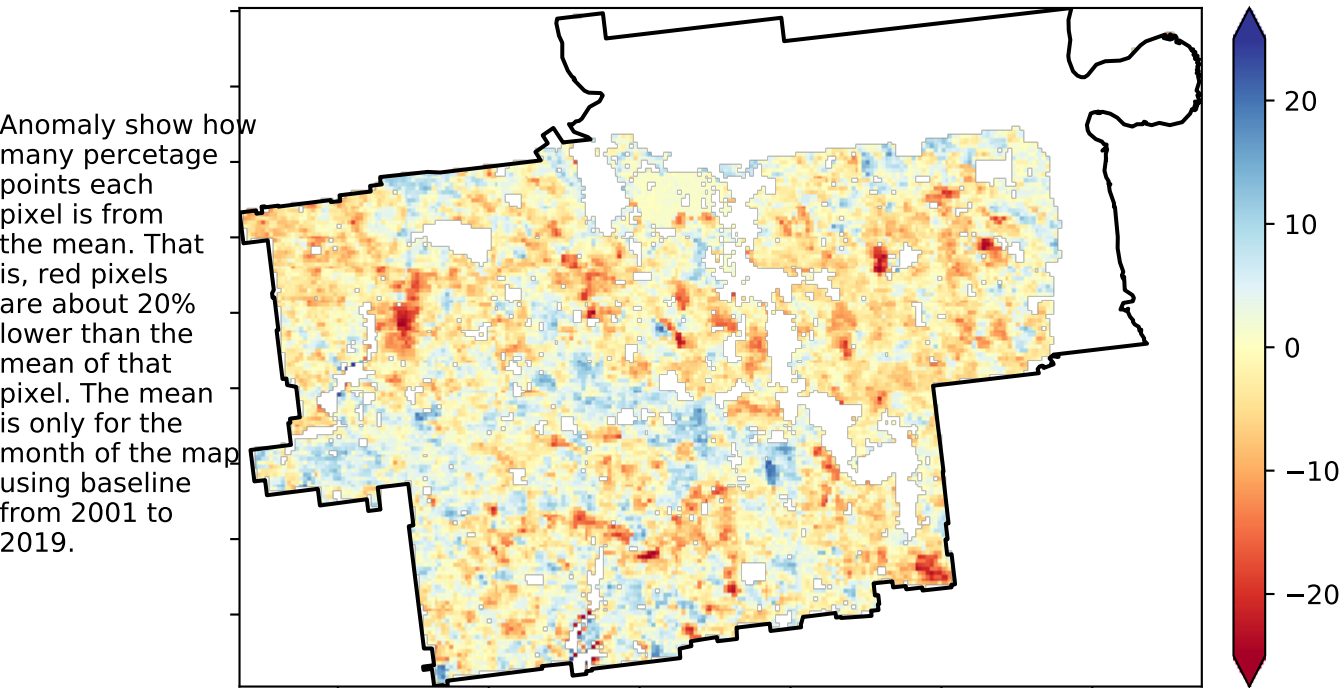 Anomaly show how
many percetage
points each
pixel is from
the mean. That
is, red pixels
are about 20%
lower than the
mean of that
pixel. The mean
is only for the
month of the map
using baseline
from 2001 to
2019.
20
10
0
−10
−20